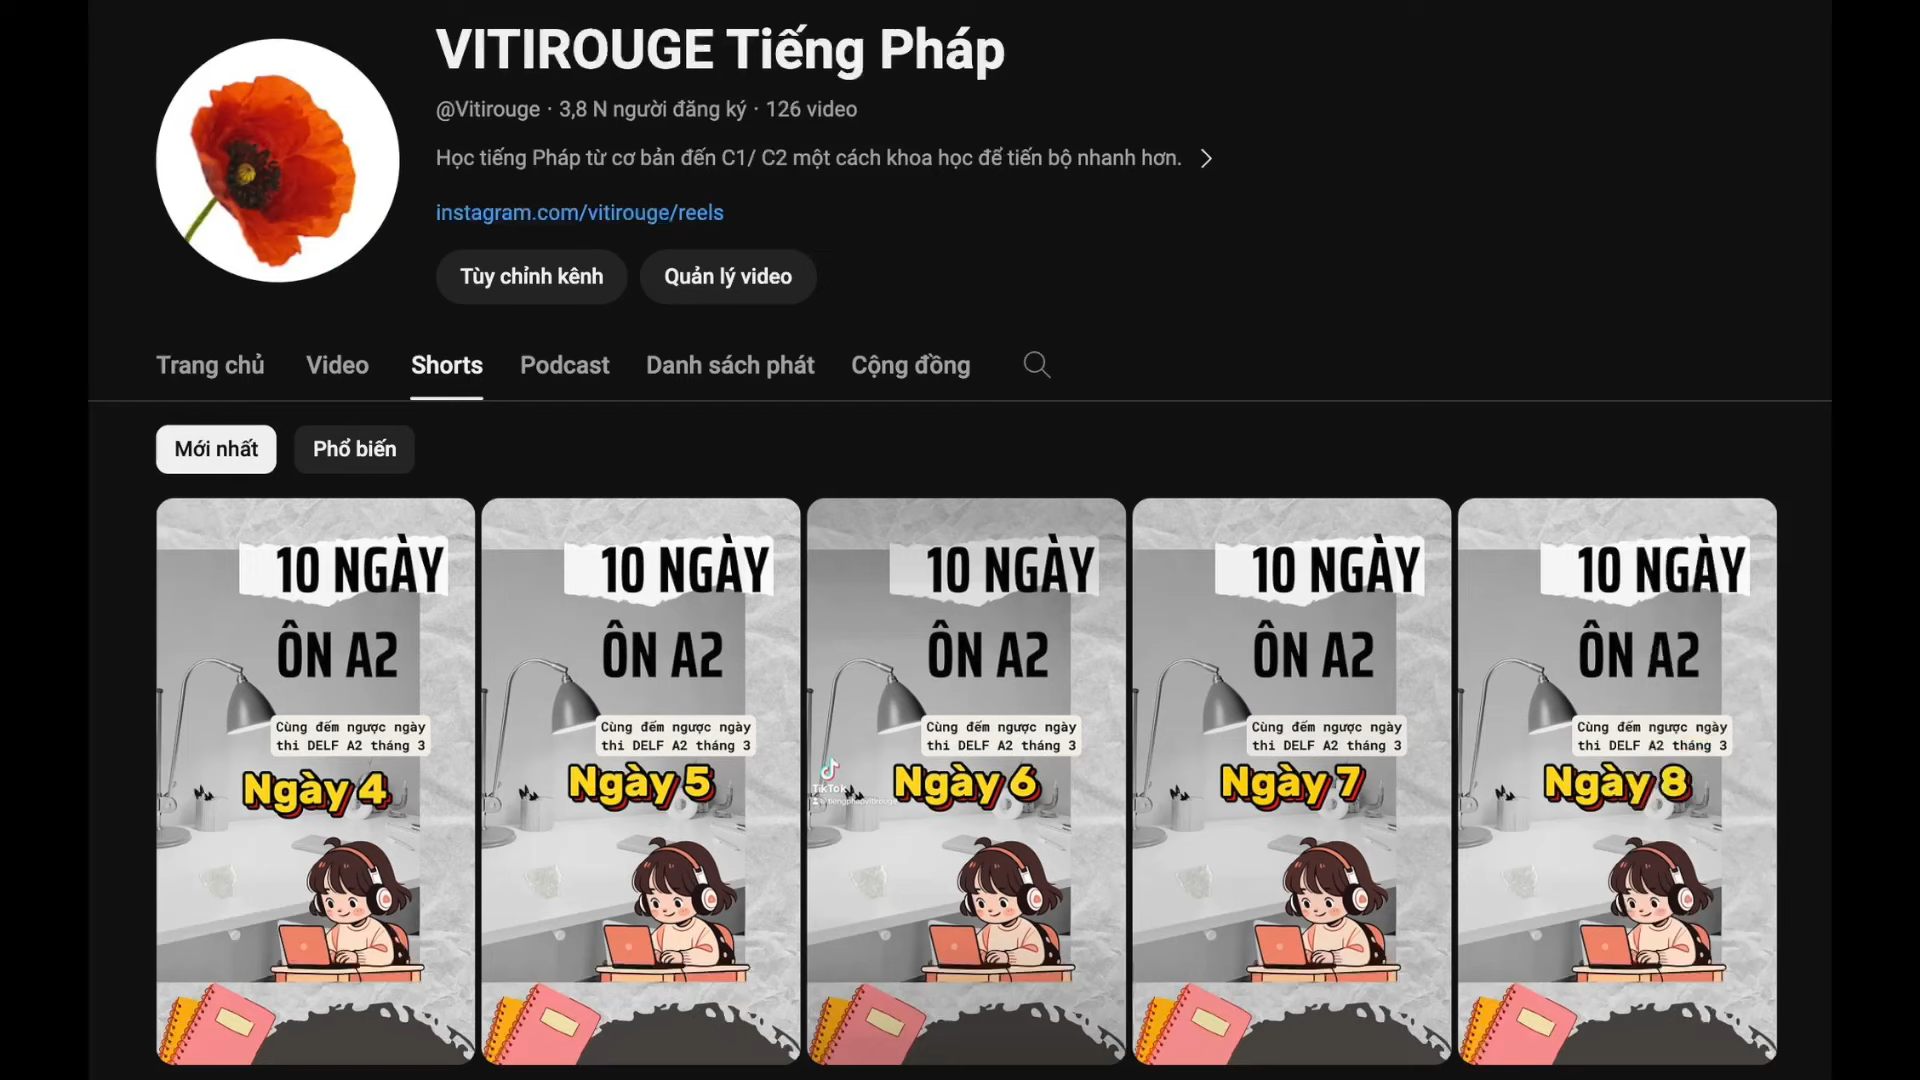 VITIROUGE Tiếng Pháp
@Vitirouge · 3,8 N người đăng ký · 126 video
Học tiếng Pháp từ cơ bản đến C1/ C2 một cách khoa học để tiến bộ nhanh hơn.
instagram.com/vitirouge/reels
Tùy chỉnh kênh
Quản lý video
Trang chủ
Video
Shorts
Podcast
Danh sách phát
Cộng đồng
Mới nhất
Phổ biến
10 NGÀY
ÔN A2
Cùng đếm ngược ngày
thi DELF A2 tháng 3
Ngày 4
10 NGÀY
ÔN A2
Cùng đếm ngược ngày
thi DELF A2 tháng 3
Ngày 5
10 NGÀY
ÔN A2
Cùng đếm ngược ngày
thi DELF A2 tháng 3
TikTok
Ngày 6
10 NGÀY
ÔN A2
Cùng đếm ngược ngày
thi DELF A2 tháng 3
Ngày 7
10 NGÀY
ÔN A2
Cùng đếm ngược ngày
thi DELF A2 tháng 3
Ngày 8